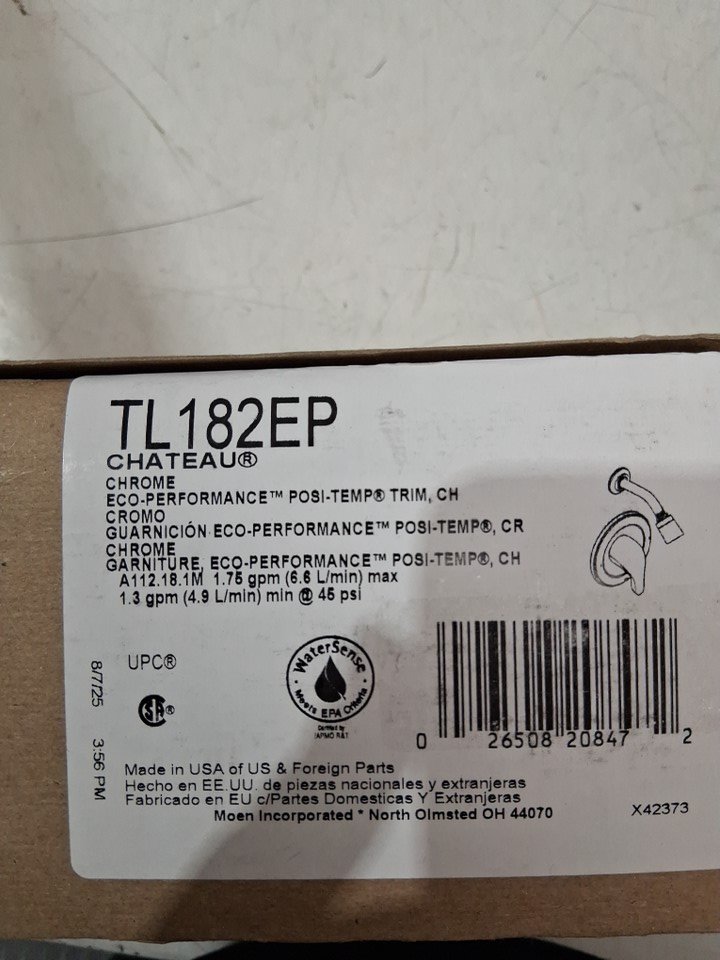 TL182EP
CHATEAU®
CHROME
ECO-PERFORMANCE™ POSI-TEMP® TRIM, CH
CROMO
GUARNICIÓN ECO-PERFORMANCE™ POSI-TEMP®, CR
CHROME
GARNITURE, ECO-PERFORMANCE™ POSI-TEMP®, CH
A112.18.1M 1.75 gpm (6.6 L/min) max
1.3 gpm (4.9 L/min) min @ 45 psi
8/7/25 3:56 PM
UPC®
SA®
WaterSense
Meets EPA Criteria
Certified by
IAPMO R&T
0 26508 20847 2
Made in USA of US & Foreign Parts
Hecho en EE.UU. de piezas nacionales y extranjeras
Fabricado en EU c/Partes Domesticas Y Extranjeras
Moen Incorporated * North Olmsted OH 44070
X42373